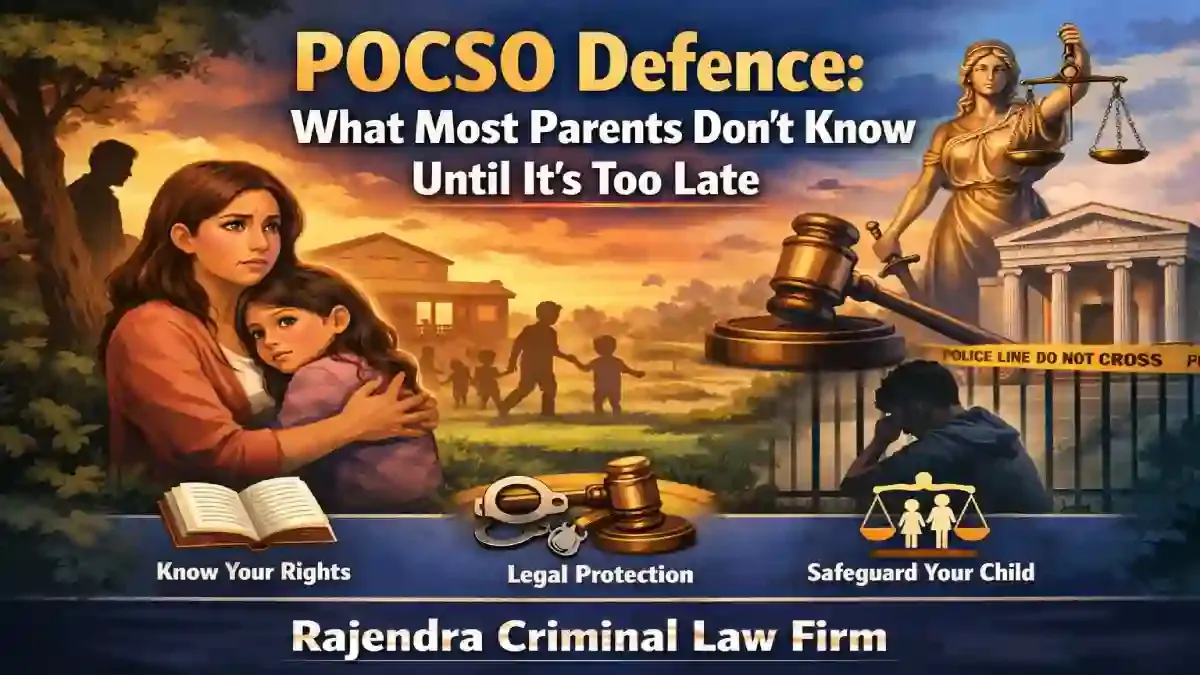 POCSO Defence:
What Most Parents Don't Know
Until It's Too Late
POLICE LINE DO NOT CROSS
Know Your Rights
Legal Protection
Safeguard Your Child
Rajendra Criminal Law Firm